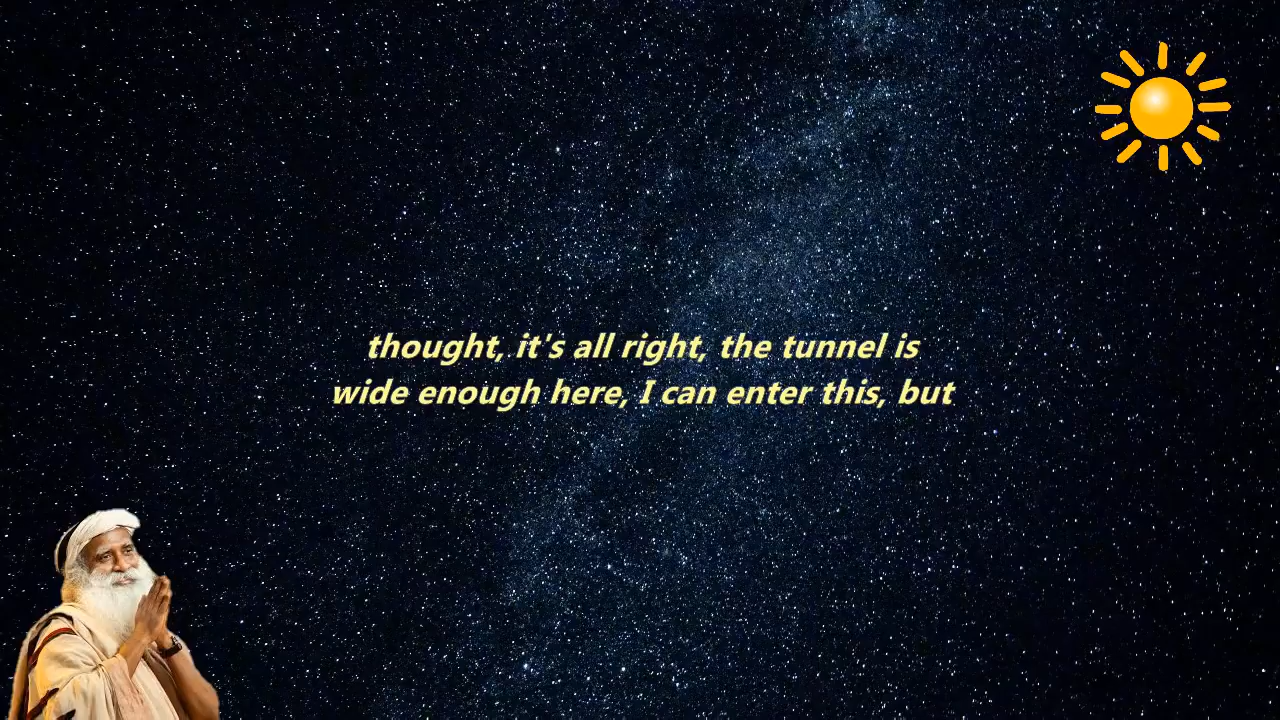 thought, it's all right, the tunnel is
wide enough here, I can enter this, but